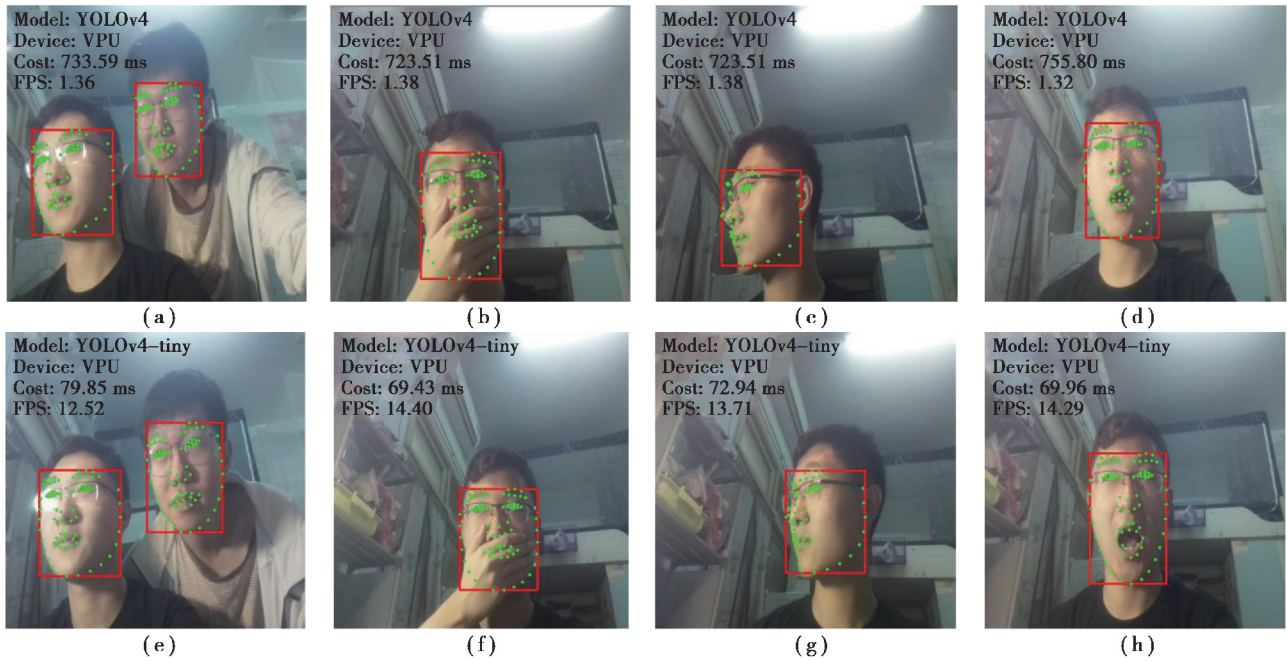 Model: YOLOv4
Device: VPU
Cost: 733.59 ms
FPS: 1.36
(a)
Model: YOLOv4
Device: VPU
Cost: 723.51 ms
FPS: 1.38
(b)
Model: YOLOv4
Device: VPU
Cost: 723.51 ms
FPS: 1.38
(c)
Model: YOLOv4
Device: VPU
Cost: 755.80 ms
FPS: 1.32
(d)
Model: YOLOv4-tiny
Device: VPU
Cost: 79.85 ms
FPS: 12.52
(e)
Model: YOLOv4-tiny
Device: VPU
Cost: 69.43 ms
FPS: 14.40
(f)
Model: YOLOv4-tiny
Device: VPU
Cost: 72.94 ms
FPS: 13.71
(g)
Model: YOLOv4-tiny
Device: VPU
Cost: 69.96 ms
FPS: 14.29
(h)